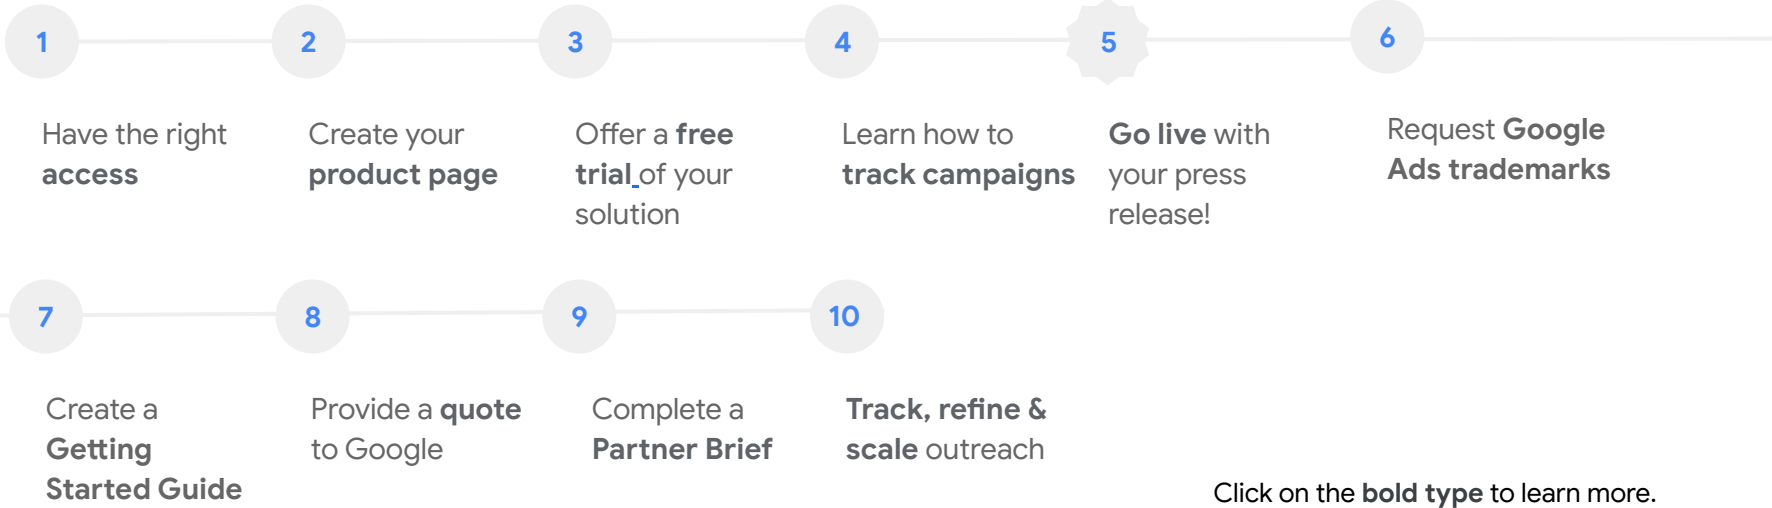 1
2
3
4
5
6
Have the right
access
Create your
product page
Offer a free
trial of your
solution
Learn how to
track campaigns
Go live with
your press
release!
Request Google
Ads trademarks
7
8
9
10
Create a
Getting
Started Guide
Provide a quote
to Google
Complete a
Partner Brief
Track, refine &
scale outreach
Click on the bold type to learn more.